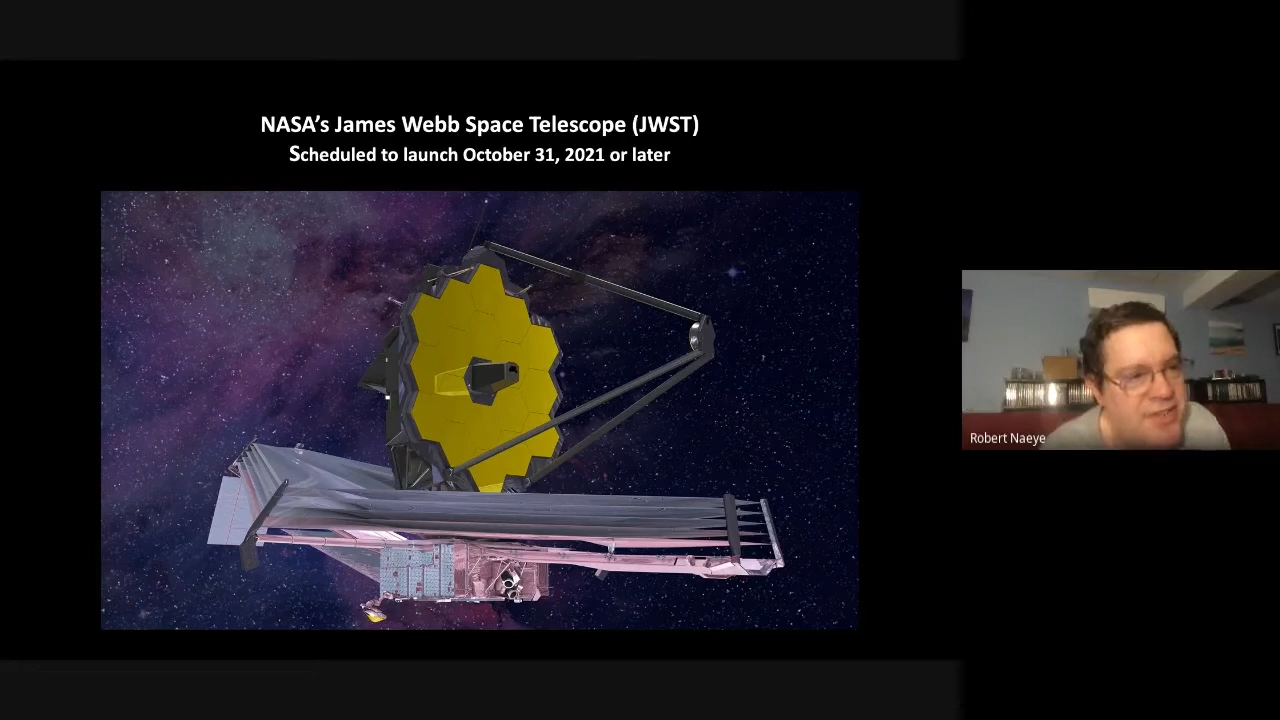 NASA’s James Webb Space Telescope (JWST)
Scheduled to launch October 31, 2021 or later
Robert Naeye